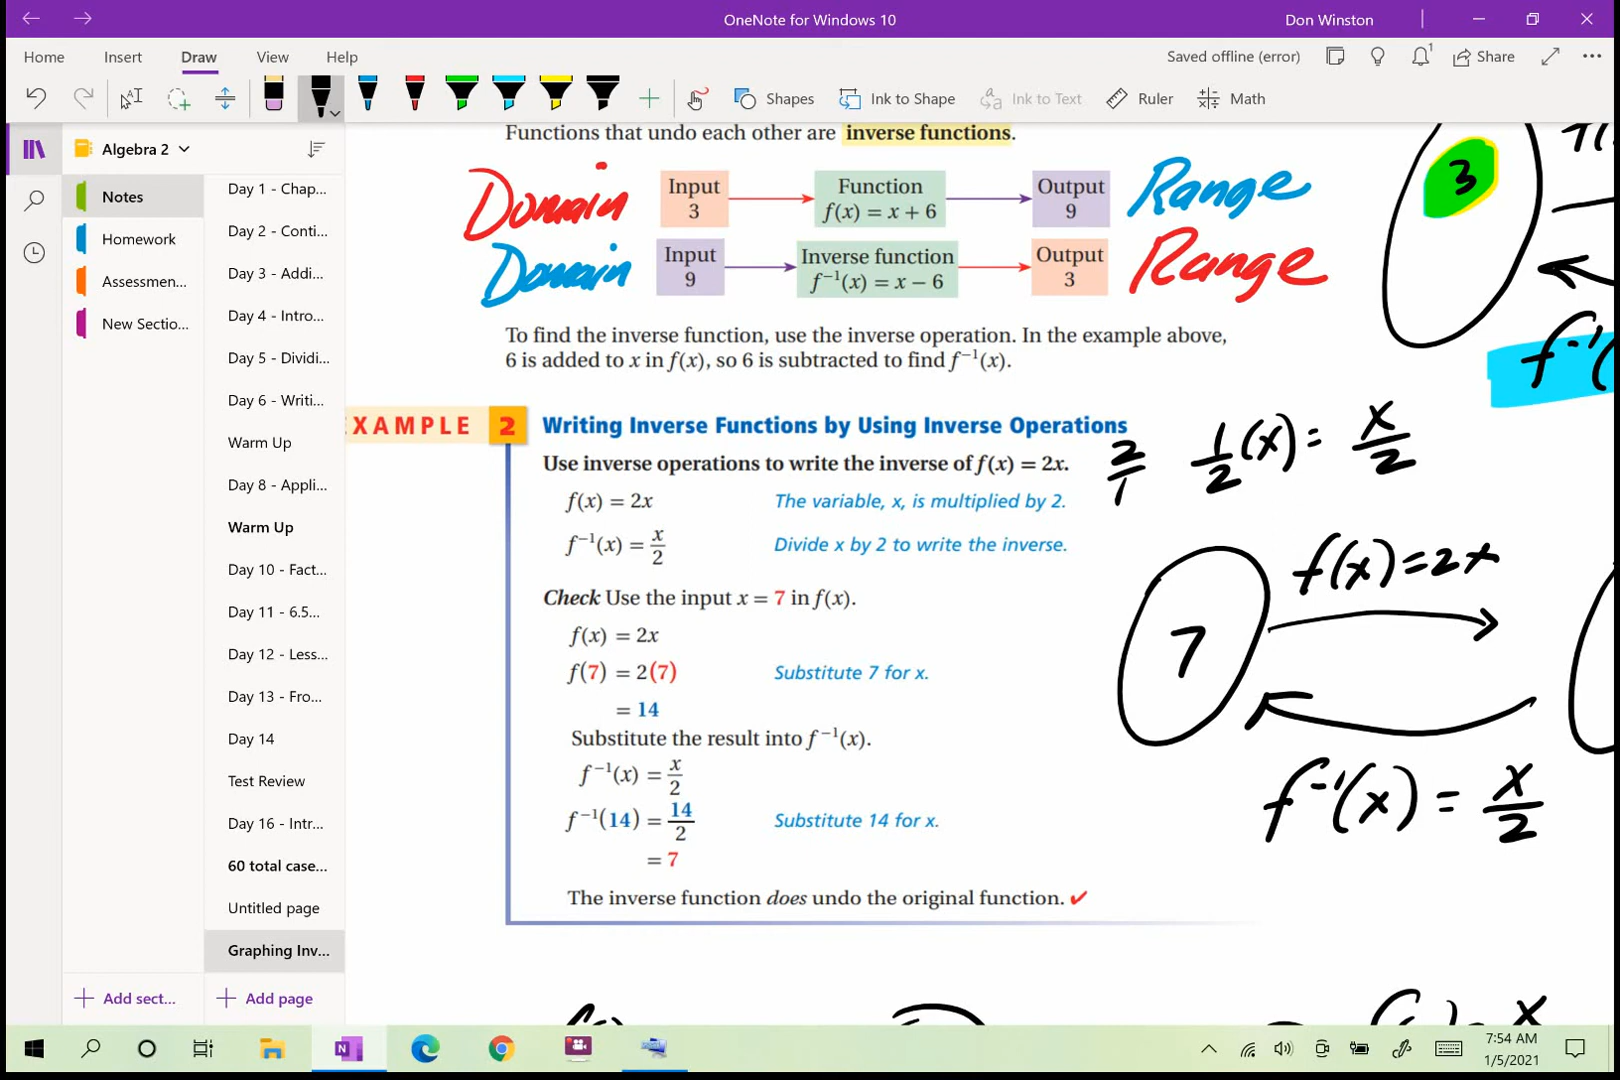 OneNote for Windows 10
Don Winston
Home Insert Draw View Help
Saved offline (error)
1
Share
Shapes
Ink to Shape
Ink to Text
Ruler
Math
Algebra 2
Notes
Homework
Assessmen...
New Sectio...
Add sect...
Day 1 - Chap...
Day 2 - Conti...
Day 3 - Addi...
Day 4 - Intro...
Day 5 - Dividi...
Day 6 - Writi...
Warm Up
Day 8 - Appli...
Warm Up
Day 10 - Fact...
Day 11 - 6.5...
Day 12 - Less...
Day 13 - Fro...
Day 14
Test Review
Day 16 - Intr...
60 total case...
Untitled page
Graphing Inv...
Add page
Functions that undo each other are inverse functions.
Domain
Input 3
Function f(x) = x + 6
Output 9
Range
Domain
Input 9
Inverse function f⁻¹(x) = x − 6
Output 3
Range
3
To find the inverse function, use the inverse operation. In the example above,
6 is added to x in f(x), so 6 is subtracted to find f⁻¹(x).
f⁻¹(
XAMPLE 2 Writing Inverse Functions by Using Inverse Operations
Use inverse operations to write the inverse of f(x) = 2x.
2/1
1/2(x) = x/2
f(x) = 2x The variable, x, is multiplied by 2.
f⁻¹(x) = x/2 Divide x by 2 to write the inverse.
f(x)=2x
Check Use the input x = 7 in f(x).
f(x) = 2x
f(7) = 2(7) Substitute 7 for x.
= 14
7
Substitute the result into f⁻¹(x).
f⁻¹(x) = x/2
f⁻¹(14) = 14/2 Substitute 14 for x.
= 7
f⁻¹(x) = x/2
The inverse function does undo the original function. ✔
N
7:54 AM
1/5/2021